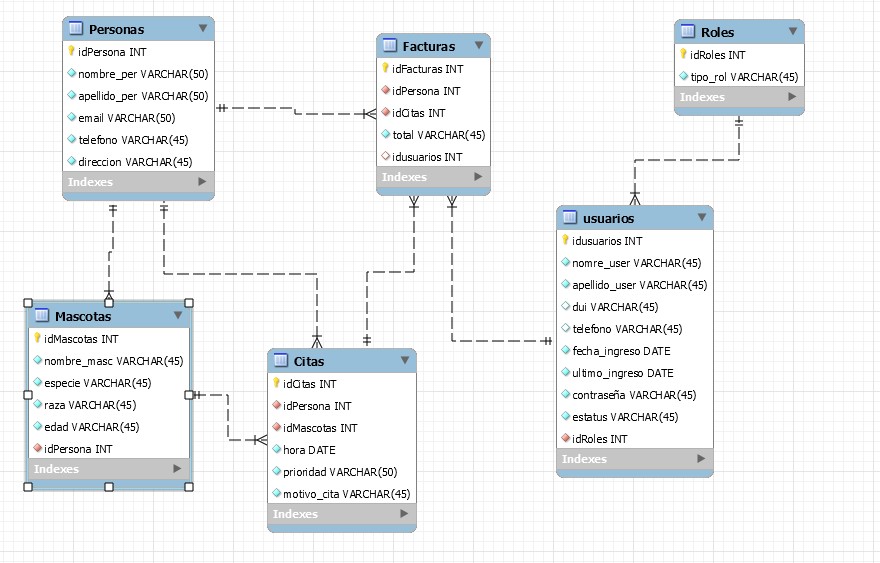 Personas
idPersona INT
nombre_per VARCHAR(50)
apellido_per VARCHAR(50)
email VARCHAR(50)
telefono VARCHAR(45)
direccion VARCHAR(45)
Indexes
Facturas
idFacturas INT
idPersona INT
idCitas INT
total VARCHAR(45)
idusuarios INT
Indexes
Roles
idRoles INT
tipo_rol VARCHAR(45)
Indexes
Mascotas
idMascotas INT
nombre_masc VARCHAR(45)
especie VARCHAR(45)
raza VARCHAR(45)
edad VARCHAR(45)
idPersona INT
Indexes
Citas
idCitas INT
idPersona INT
idMascotas INT
hora DATE
prioridad VARCHAR(50)
motivo_cita VARCHAR(45)
Indexes
usuarios
idusuarios INT
nomre_user VARCHAR(45)
apellido_user VARCHAR(45)
dui VARCHAR(45)
telefono VARCHAR(45)
fecha_ingreso DATE
ultimo_ingreso DATE
contraseña VARCHAR(45)
estatus VARCHAR(45)
idRoles INT
Indexes